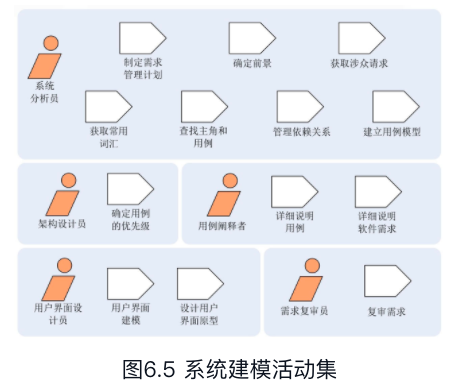 制定需求
管理计划
确定前景
获取涉众请求
系统
分析员
获取常用
词汇
查找主角和
用例
管理依赖关系
建立用例模型
架构设计员
确定用例
的优先级
用例阐释者
详细说明
用例
详细说明
软件需求
用户界面设
计员
用户界面
建模
设计用户
界面原型
需求复审员
复审需求
图6.5 系统建模活动集